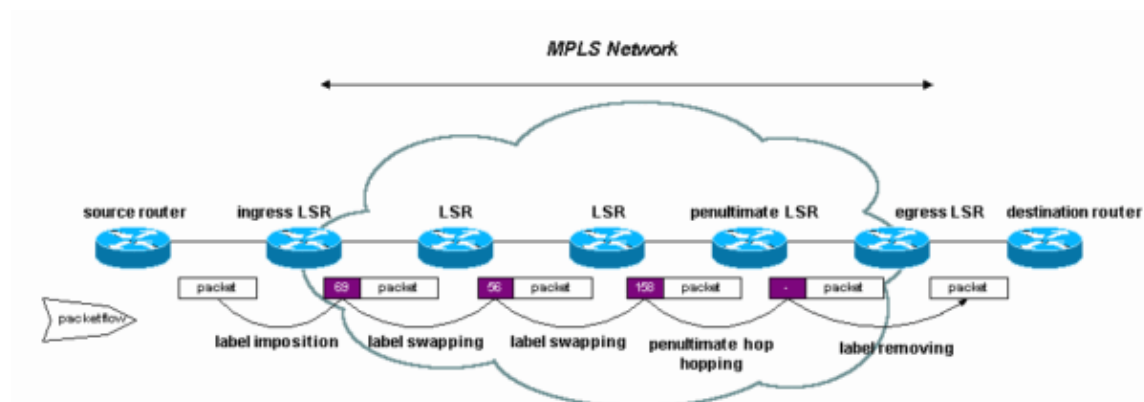 MPLS Network
source router
ingress LSR
LSR
LSR
penultimate LSR
egress LSR
destination router
packet
69
packet
56
packet
158
packet
-
packet
packet
packetflow
label imposition
label swapping
label swapping
penultimate hop
hopping
label removing